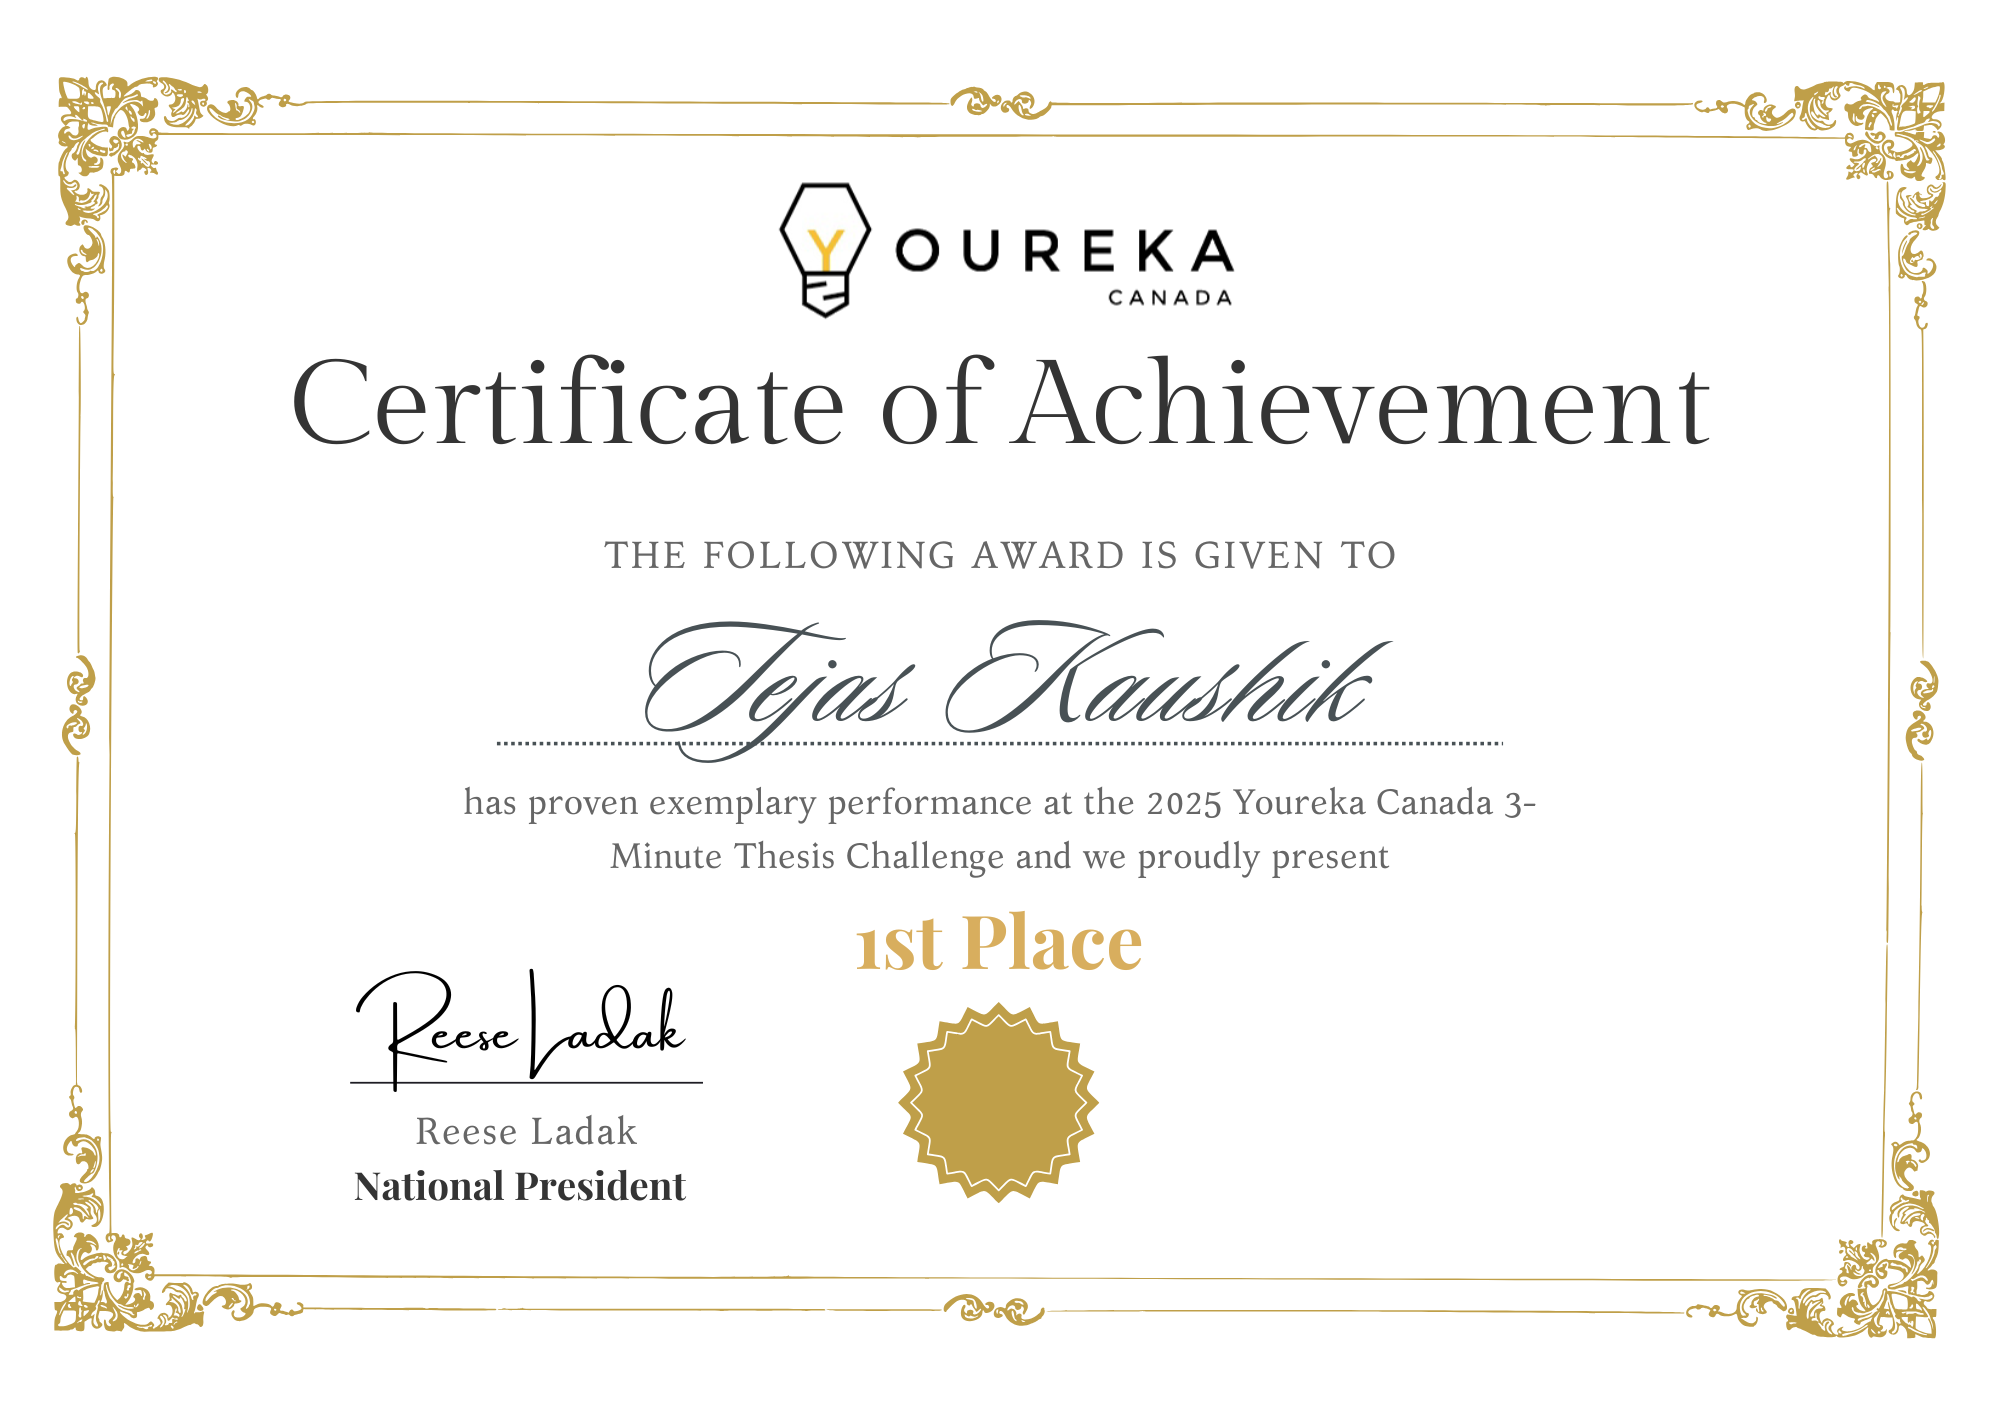 YOUREKA
CANADA
Certificate of Achievement
THE FOLLOWING AWARD IS GIVEN TO
Tejas Kaushik
has proven exemplary performance at the 2025 Youreka Canada 3-
Minute Thesis Challenge and we proudly present
1st Place
Reese Ladak
Reese Ladak
National President